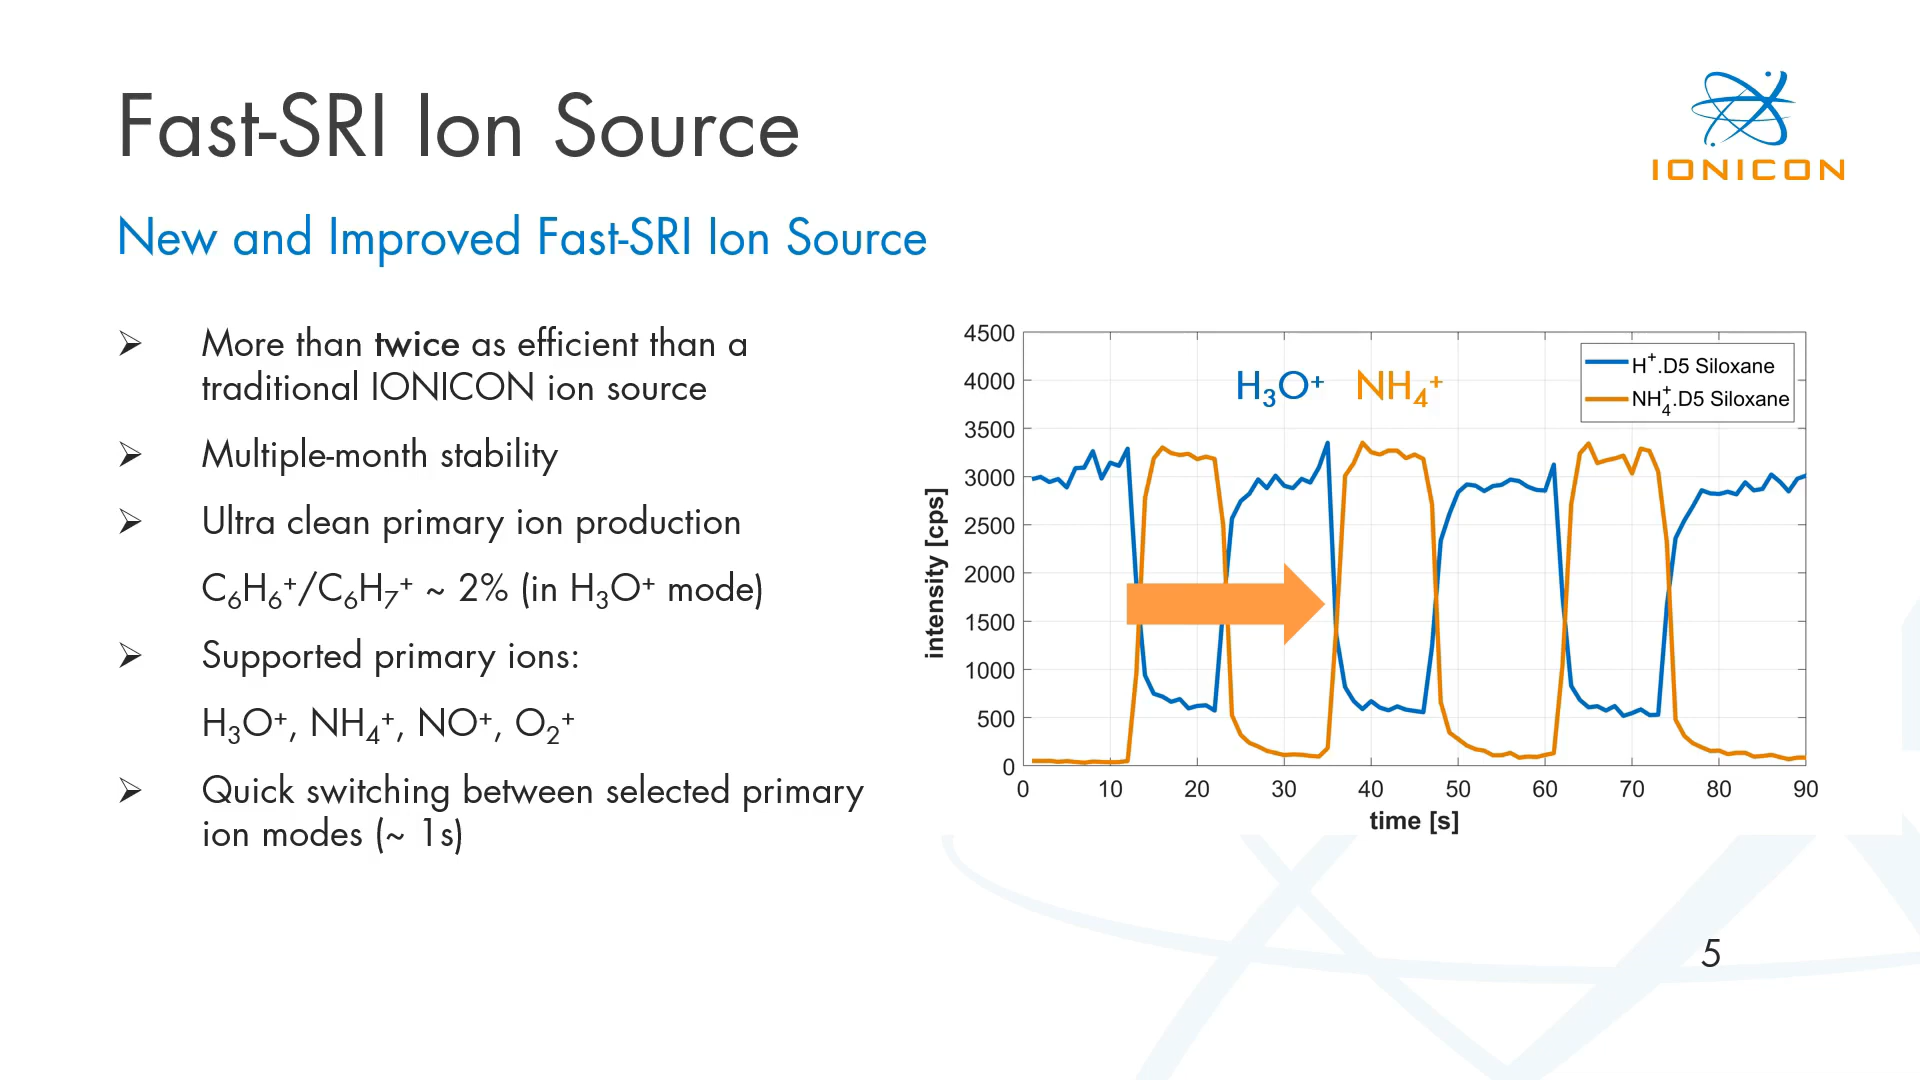 Fast-SRI Ion Source
IONICON
New and Improved Fast-SRI Ion Source
➢ More than twice as efficient than a
traditional IONICON ion source
➢ Multiple-month stability
➢ Ultra clean primary ion production
C₆H₆⁺/C₆H₇⁺ ~ 2% (in H₃O⁺ mode)
➢ Supported primary ions:
H₃O⁺, NH₄⁺, NO⁺, O₂⁺
➢ Quick switching between selected primary
ion modes (~ 1s)
H₃O⁺ NH₄⁺
H⁺.D5 Siloxane
NH₄⁺.D5 Siloxane
intensity [cps]
4500
4000
3500
3000
2500
2000
1500
1000
500
0
0 10 20 30 40 50 60 70 80 90
time [s]
5